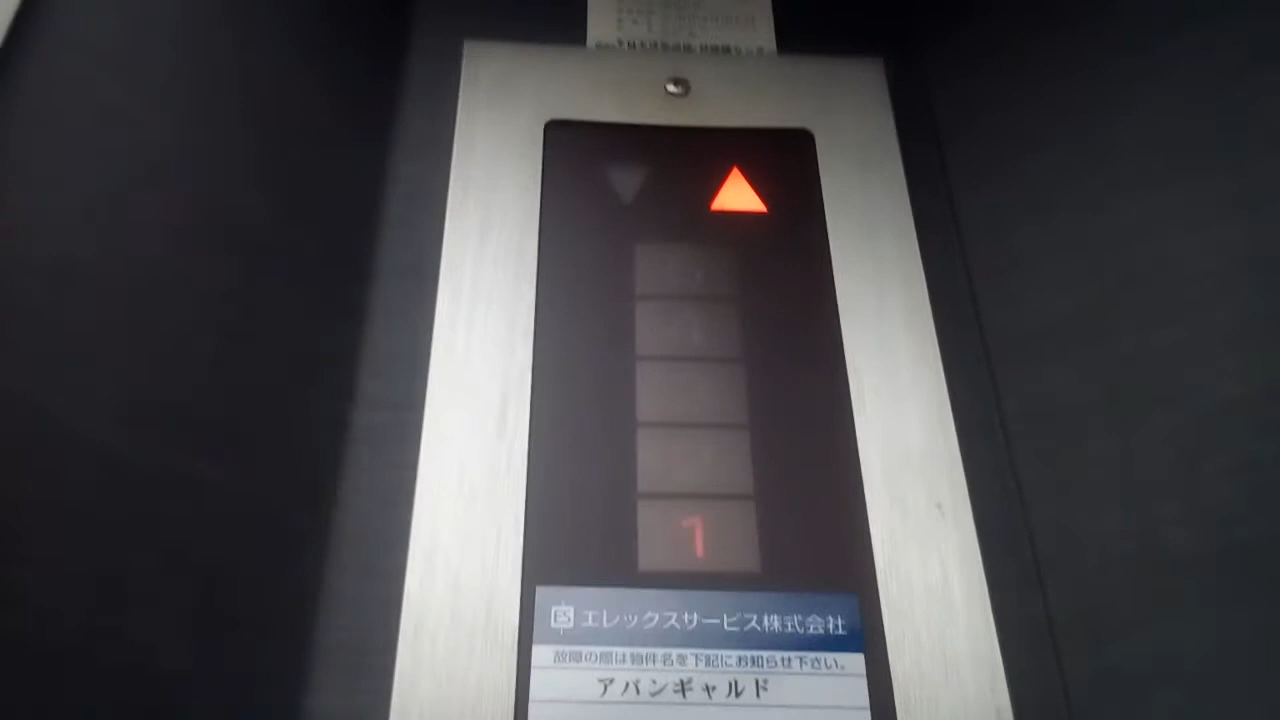 1
ES エレックスサービス株式会社
故障の際は物件名を下記にお知らせ下さい。
アバンギャルド